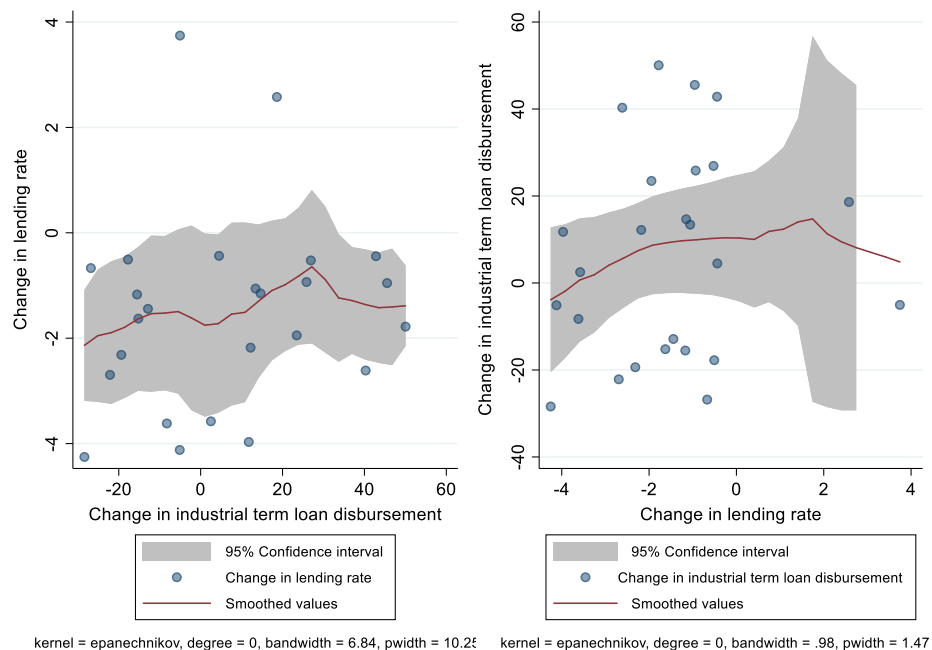 4
2
0
-2
-4
Change in lending rate
-20 0 20 40 60
Change in industrial term loan disbursement
95% Confidence interval
Change in lending rate
Smoothed values
kernel = epanechnikov, degree = 0, bandwidth = 6.84, pwidth = 10.25
60
40
20
0
-20
-40
Change in industrial term loan disbursement
-4 -2 0 2 4
Change in lending rate
95% Confidence interval
Change in industrial term loan disbursement
Smoothed values
kernel = epanechnikov, degree = 0, bandwidth = .98, pwidth = 1.47